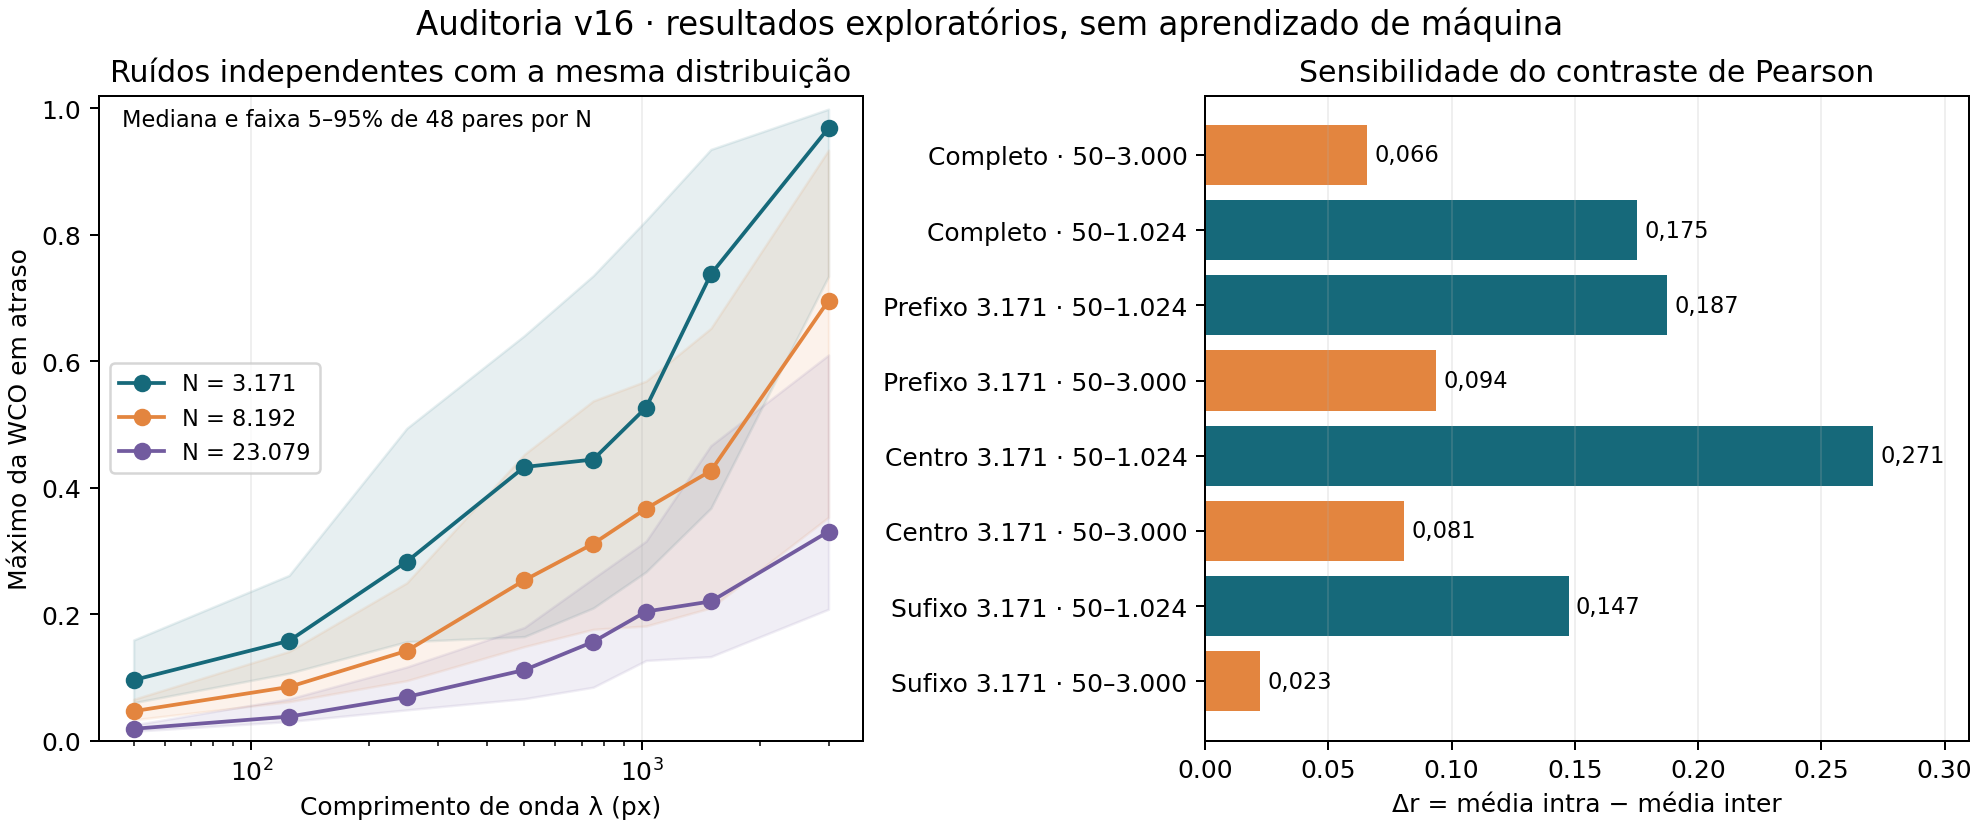 Auditoria v16 · resultados exploratórios, sem aprendizado de máquina
Ruídos independentes com a mesma distribuição
Mediana e faixa 5–95% de 48 pares por N
1.0
0.8
0.6
0.4
0.2
0.0
Máximo da WCO em atraso
N = 3.171
N = 8.192
N = 23.079
10²
10³
Comprimento de onda λ (px)
Sensibilidade do contraste de Pearson
Completo · 50–3.000
0,066
Completo · 50–1.024
0,175
Prefixo 3.171 · 50–1.024
0,187
Prefixo 3.171 · 50–3.000
0,094
Centro 3.171 · 50–1.024
0,271
Centro 3.171 · 50–3.000
0,081
Sufixo 3.171 · 50–1.024
0,147
Sufixo 3.171 · 50–3.000
0,023
0.00 0.05 0.10 0.15 0.20 0.25 0.30
Δr = média intra − média inter